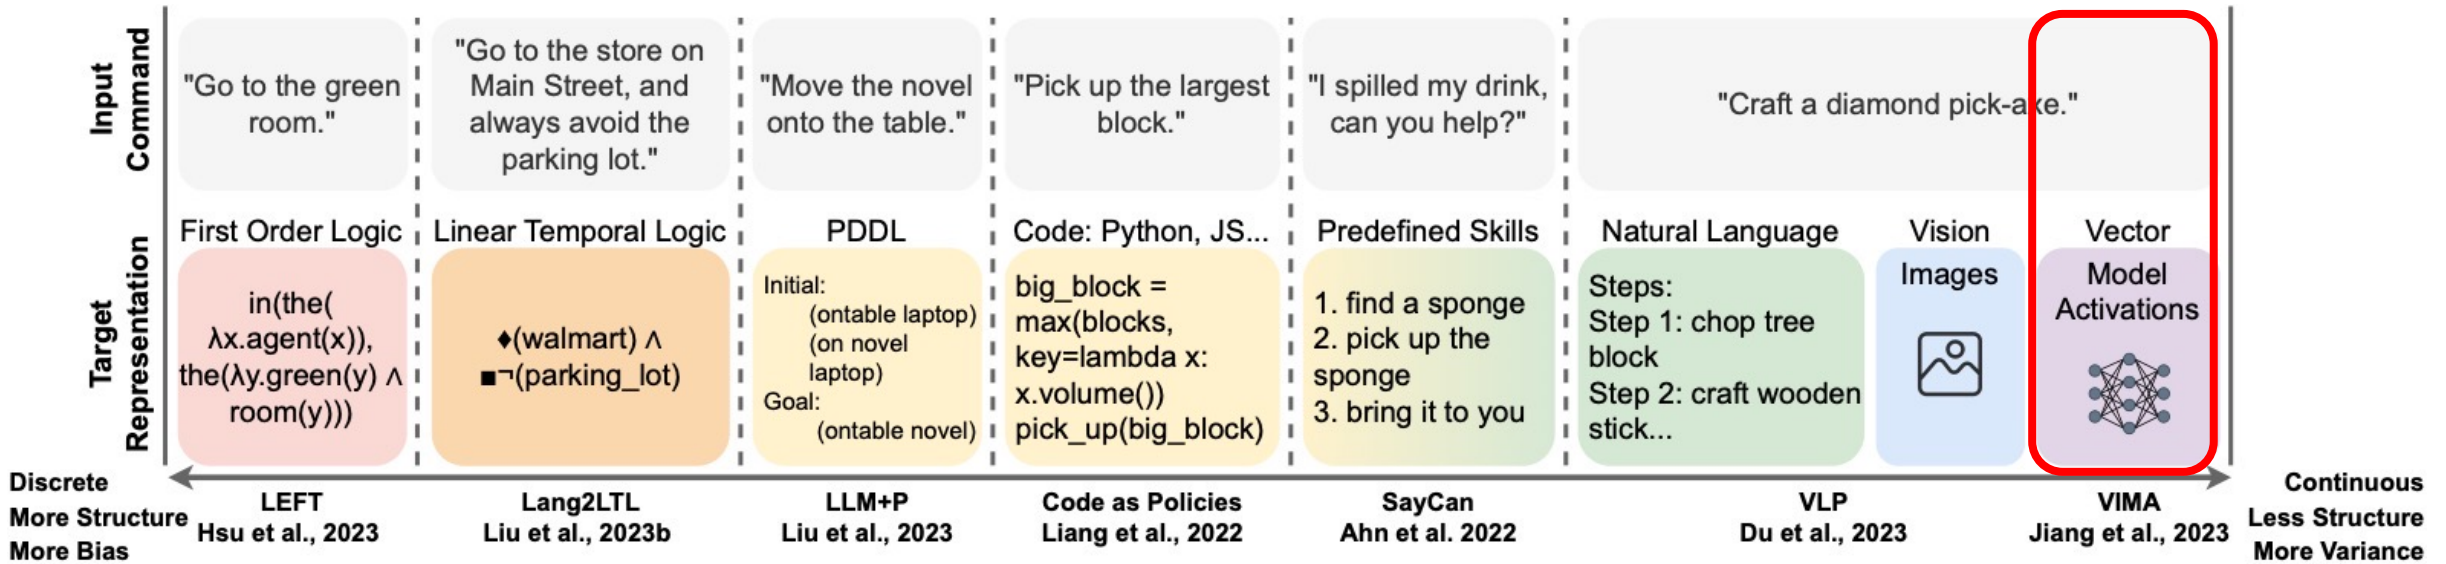 Input
Command
"Go to the green
room."
"Go to the store on
Main Street, and
always avoid the
parking lot."
"Move the novel
onto the table."
"Pick up the largest
block."
"I spilled my drink,
can you help?"
"Craft a diamond pick-axe."
Target
Representation
First Order Logic
in(the(
λx.agent(x)),
the(λy.green(y) ∧
room(y)))
Linear Temporal Logic
♦(walmart) ∧
■¬(parking_lot)
PDDL
Initial:
(ontable laptop)
(on novel
laptop)
Goal:
(ontable novel)
Code: Python, JS...
big_block =
max(blocks,
key=lambda x:
x.volume())
pick_up(big_block)
Predefined Skills
1. find a sponge
2. pick up the
sponge
3. bring it to you
Natural Language
Steps:
Step 1: chop tree
block
Step 2: craft wooden
stick...
Vision
Images
Vector
Model
Activations
Discrete
More Structure
More Bias
LEFT
Hsu et al., 2023
Lang2LTL
Liu et al., 2023b
LLM+P
Liu et al., 2023
Code as Policies
Liang et al., 2022
SayCan
Ahn et al. 2022
VLP
Du et al., 2023
VIMA
Jiang et al., 2023
Continuous
Less Structure
More Variance